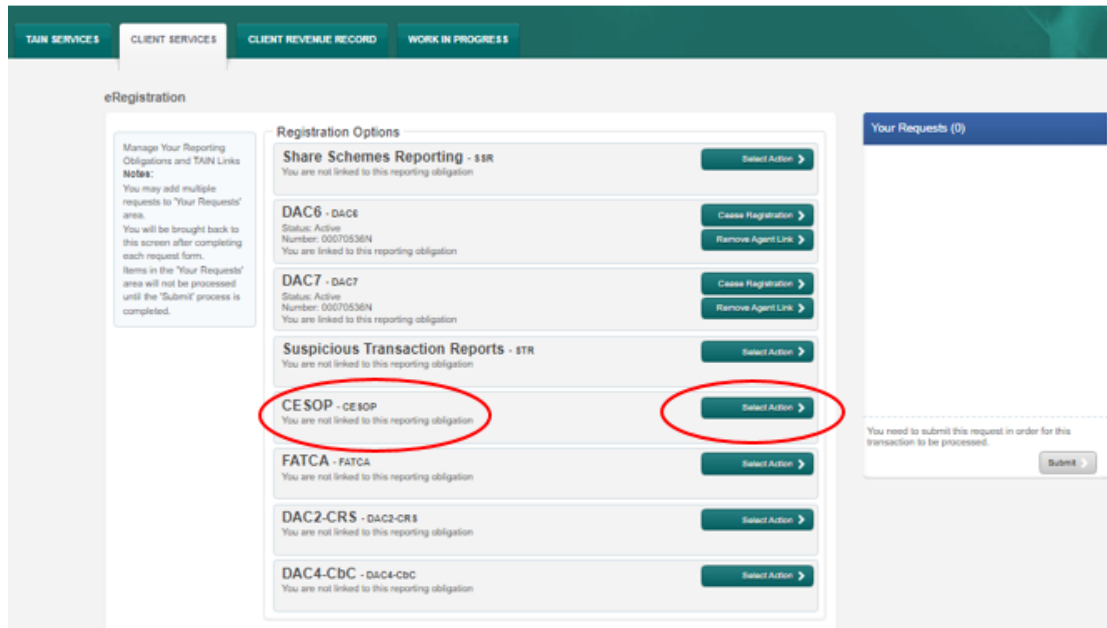 TAIN SERVICES
CLIENT SERVICES
CLIENT REVENUE RECORD
WORK IN PROGRESS
eRegistration
Manage Your Reporting
Obligations and TAIN Links
Notes:
You may add multiple
requests to 'Your Requests'
area.
You will be brought back to
this screen after completing
each request form.
Items in the 'Your Requests'
area will not be processed
until the 'Submit' process is
completed.
Registration Options
Share Schemes Reporting - SSR
You are not linked to this reporting obligation
Select Action
DAC6 - DAC6
Status: Active
Number: 00070536N
You are linked to this reporting obligation
Cease Registration
Remove Agent Link
DAC7 - DAC7
Status: Active
Number: 00070536N
You are linked to this reporting obligation
Cease Registration
Remove Agent Link
Suspicious Transaction Reports - STR
You are not linked to this reporting obligation
Select Action
CESOP - CESOP
You are not linked to this reporting obligation
Select Action
FATCA - FATCA
You are not linked to this reporting obligation
Select Action
DAC2-CRS - DAC2-CRS
You are not linked to this reporting obligation
Select Action
DAC4-CbC - DAC4-CbC
You are not linked to this reporting obligation
Select Action
Your Requests (0)
You need to submit this request in order for this
transaction to be processed.
Submit